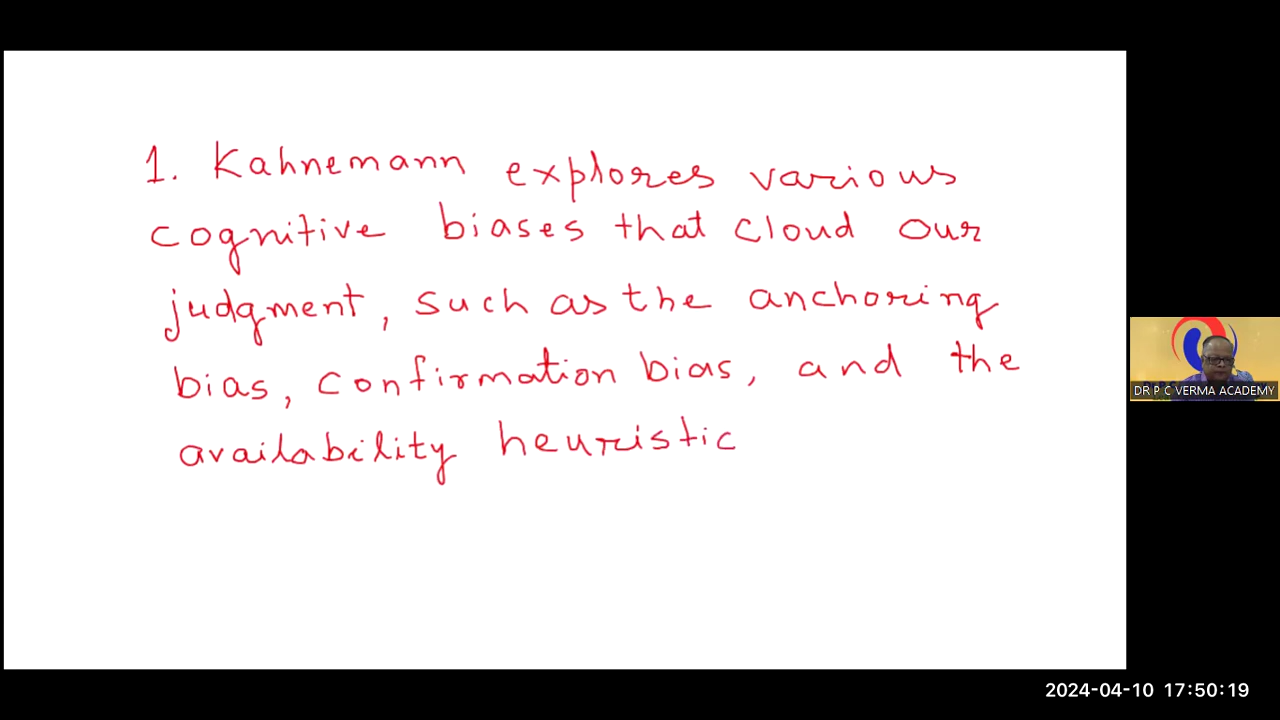 1. Kahnemann explores various
cognitive biases that cloud our
judgment, such as the anchoring
bias, confirmation bias, and the
availability heuristic
DR P C VERMA ACADEMY
2024-04-10 17:50:19